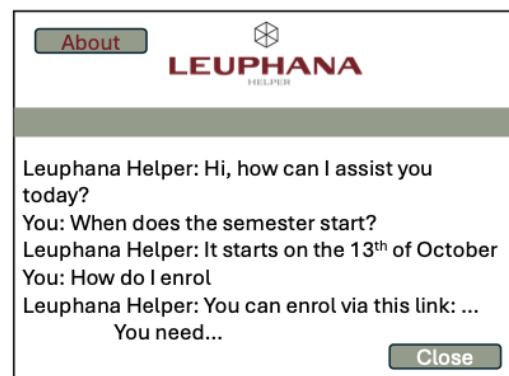 About
LEUPHANA
HELPER
Leuphana Helper: Hi, how can I assist you
today?
You: When does the semester start?
Leuphana Helper: It starts on the 13th of October
You: How do I enrol
Leuphana Helper: You can enrol via this link: ...
You need...
Close